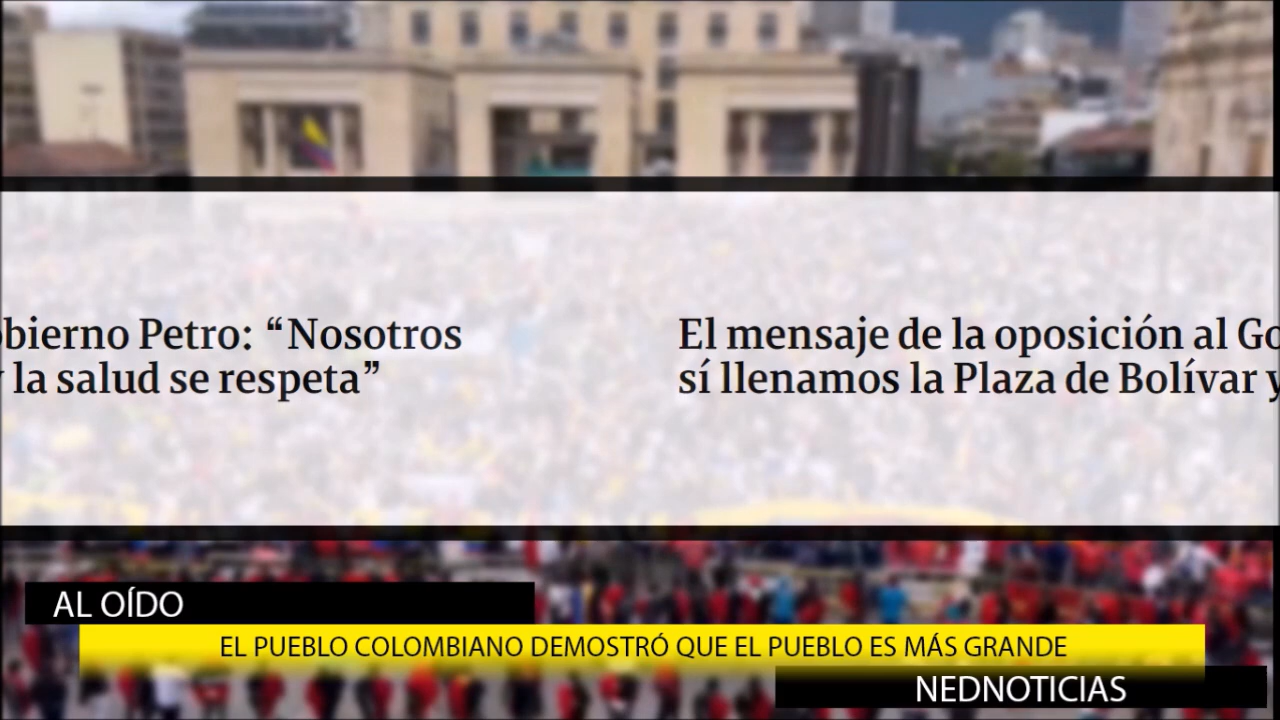 bierno Petro: “Nosotros
la salud se respeta”
El mensaje de la oposición al Go
sí llenamos la Plaza de Bolívar y
AL OÍDO
EL PUEBLO COLOMBIANO DEMOSTRÓ QUE EL PUEBLO ES MÁS GRANDE
NEDNOTICIAS